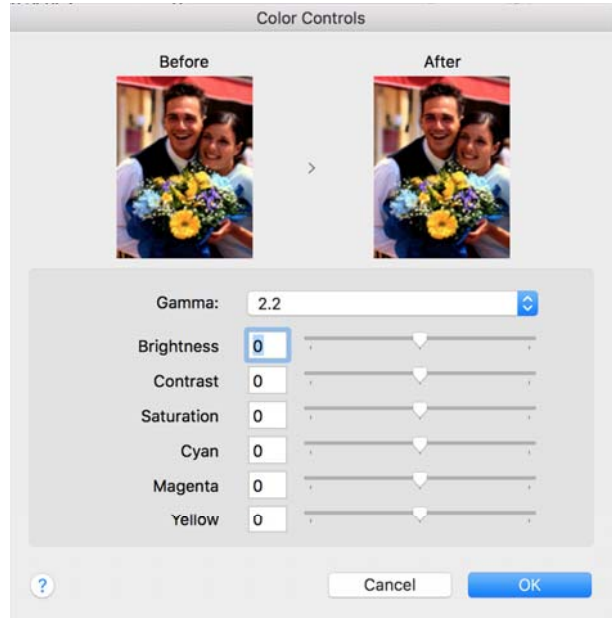 Color Controls
Before After
>
Gamma: 2.2
Brightness 0
Contrast 0
Saturation 0
Cyan 0
Magenta 0
Yellow 0
? Cancel OK